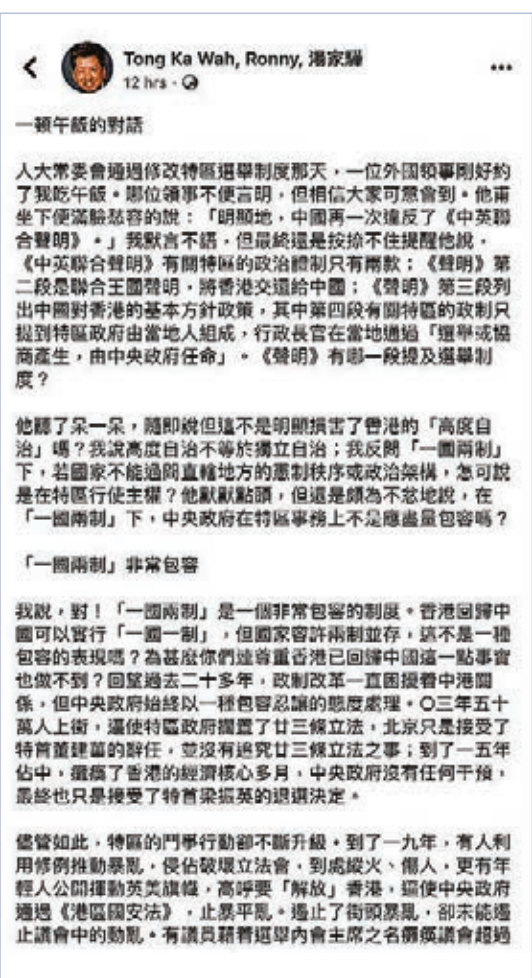 Tong Ka Wah, Ronny, 湯家驊
12 hrs ·
一頓午飯的對話
人大常委會通過修改特區選舉制度那天，一位外國領事剛好約
了我吃午飯。哪位領事不便言明，但相信大家可意會到。他甫
坐下便滿臉愁容的說：「明顯地，中國再一次違反了《中英聯
合聲明》。」我默言不語，但最終還是按捺不住提醒他說，
《中英聯合聲明》有關特區的政治體制只有兩款；《聲明》第
二段是聯合王國聲明，將香港交還給中國；《聲明》第三段列
出中國對香港的基本方針政策，其中第四段有關特區的政制只
提到特區政府由當地人組成，行政長官在當地通過「選舉或協
商產生，由中央政府任命」。《聲明》有哪一段提及選舉制
度？
他聽了呆一呆，隨即說但這不是明顯損害了香港的「高度自
治」嗎？我說高度自治不等於獨立自治；我反問「一國兩制」
下，若國家不能過問直轄地方的憲制秩序或政治架構，怎可說
是在特區行使主權？他默默點頭，但還是頗為不忿地說，在
「一國兩制」下，中央政府在特區事務上不是應盡量包容嗎？
「一國兩制」非常包容
我說，對！「一國兩制」是一個非常包容的制度。香港回歸中
國可以實行「一國一制」，但國家容許兩制並存，這不是一種
包容的表現嗎？為甚麼你們連尊重香港已回歸中國這一點事實
也做不到？回望過去二十多年，政制改革一直困擾着中港關
係，但中央政府始終以一種包容忍讓的態度處理。〇三年五十
萬人上街，逼使特區政府擱置了廿三條立法，北京只是接受了
特首董建華的辭任，並沒有追究廿三條立法之事；到了一五年
佔中，癱瘓了香港的經濟核心多月，中央政府沒有任何干預，
最終也只是接受了特首梁振英的退選決定。
儘管如此，特區的鬥爭行動卻不斷升級。到了一九年，有人利
用修例推動暴亂，侵佔破壞立法會，到處縱火、傷人，更有年
輕人公開揮動英美旗幟，高呼要「解放」香港，逼使中央政府
通過《港區國安法》，止暴平亂。遏止了街頭暴亂，卻未能遏
止議會中的動亂。有議員藉着選舉內會主席之名癱瘓議會超過